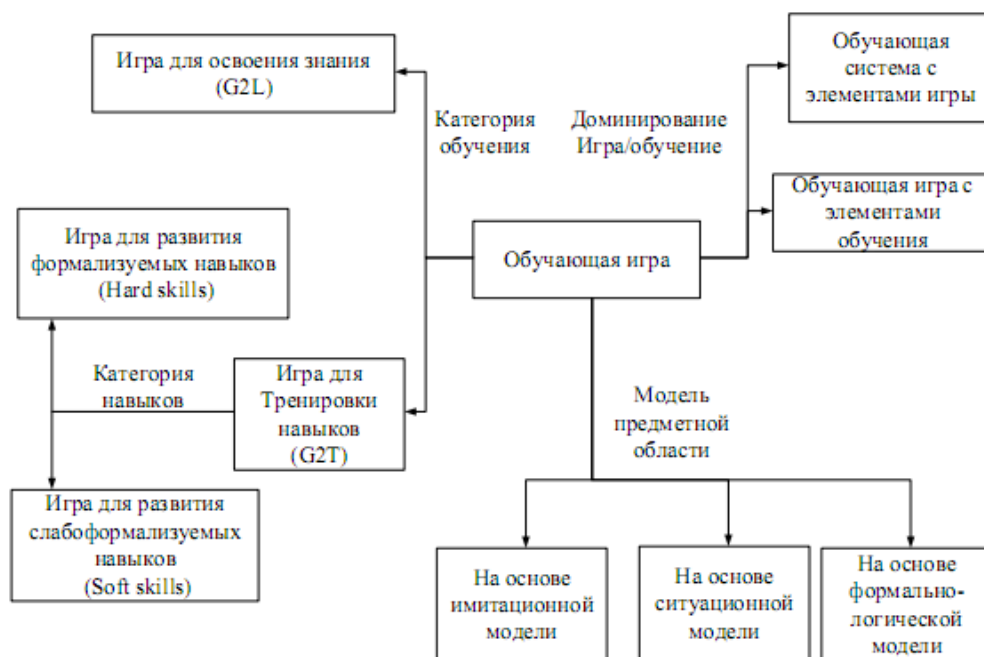 Игра для освоения знания
(G2L)
Категория
обучения
Доминирование
Игра/обучение
Обучающая
система с
элементами игры
Обучающая игра с
элементами
обучения
Игра для развития
формализуемых навыков
(Hard skills)
Обучающая игра
Категория
навыков
Игра для
Тренировки
навыков
(G2T)
Модель
предметной
области
Игра для развития
слабоформализуемых
навыков
(Soft skills)
На основе
имитационной
модели
На основе
ситуационной
модели
На основе
формально-
логической
модели